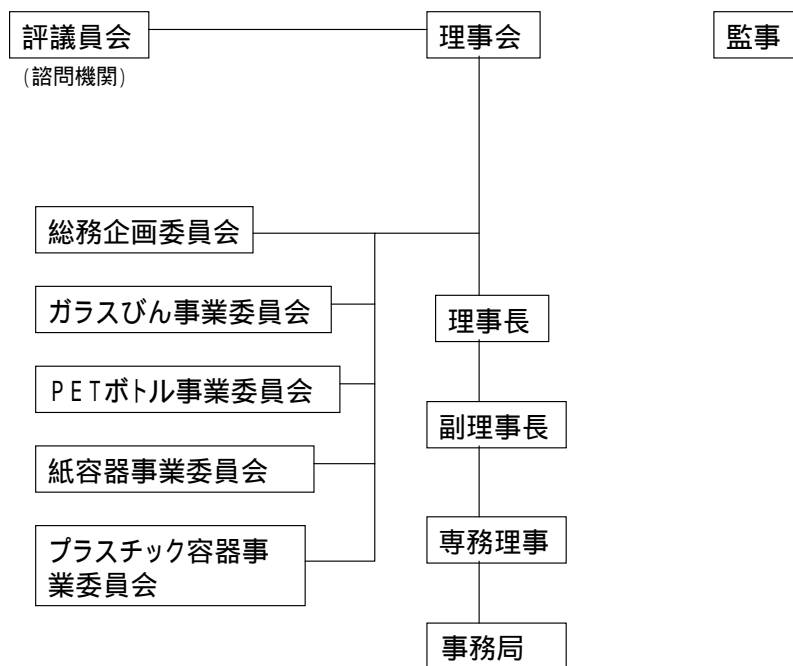 評議員会
理事会
監事
(諮問機関)
総務企画委員会
ガラスびん事業委員会
理事長
PETボトル事業委員会
副理事長
紙容器事業委員会
プラスチック容器事
業委員会
専務理事
事務局